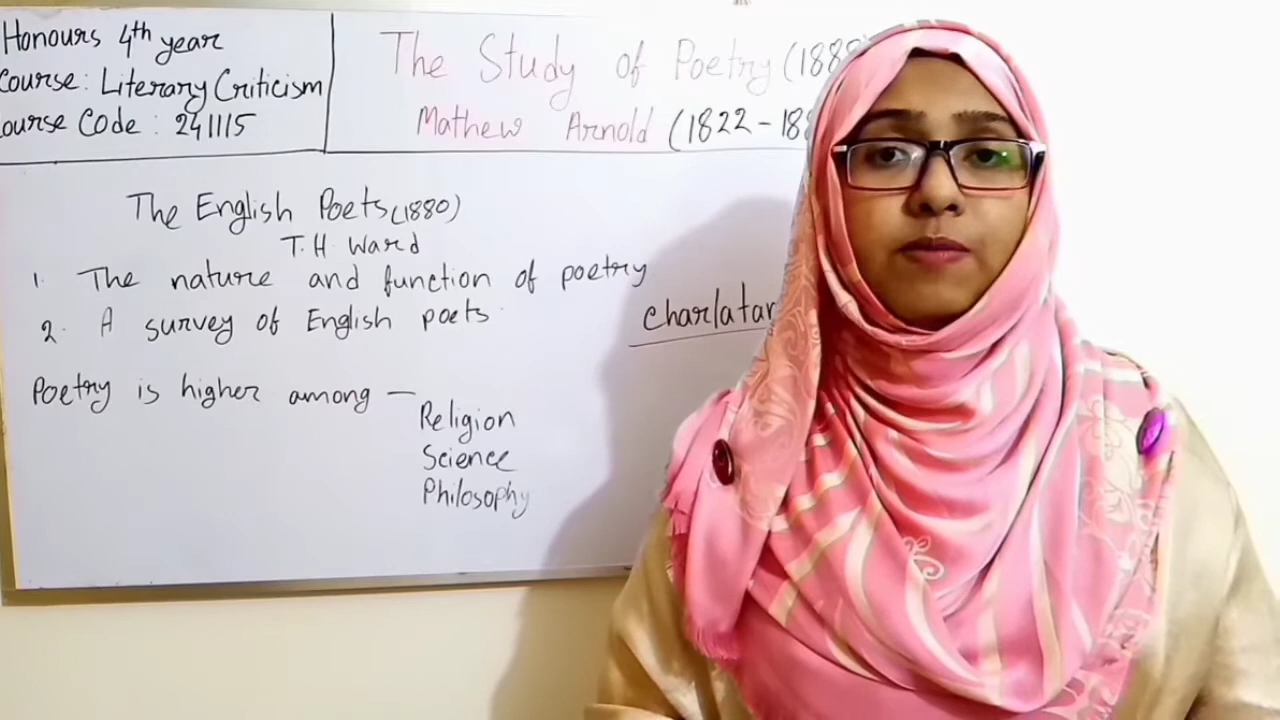 Honours 4th year
Course: Literary Criticism
Course Code: 241115
The Study of Poetry (1888
Mathew Arnold (1822-188
The English Poets (1880)
T.H Ward
1. The nature and function of poetry
2. A survey of English poets.
charlatan
Poetry is higher among —
Religion
Science
Philosophy